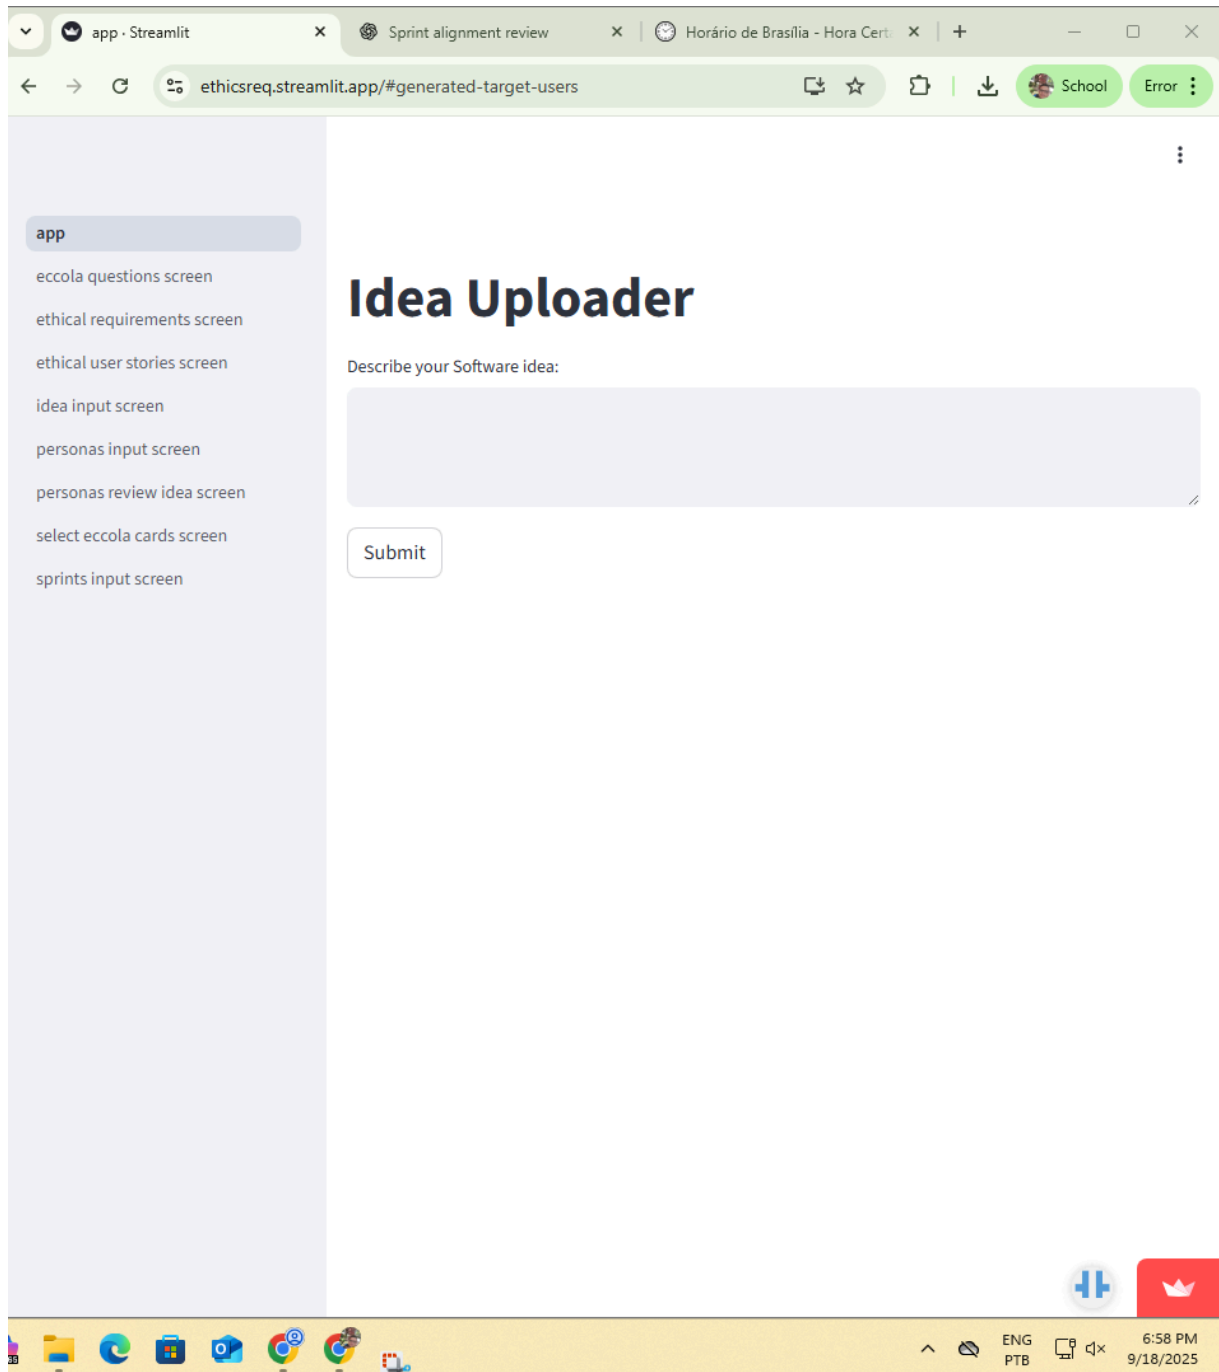 app · Streamlit
Sprint alignment review
Horário de Brasília - Hora Cert
ethicsreq.streamlit.app/#generated-target-users
School
Error
app
eccola questions screen
ethical requirements screen
ethical user stories screen
idea input screen
personas input screen
personas review idea screen
select eccola cards screen
sprints input screen
Idea Uploader
Describe your Software idea:
Submit
ENG
PTB
6:58 PM
9/18/2025